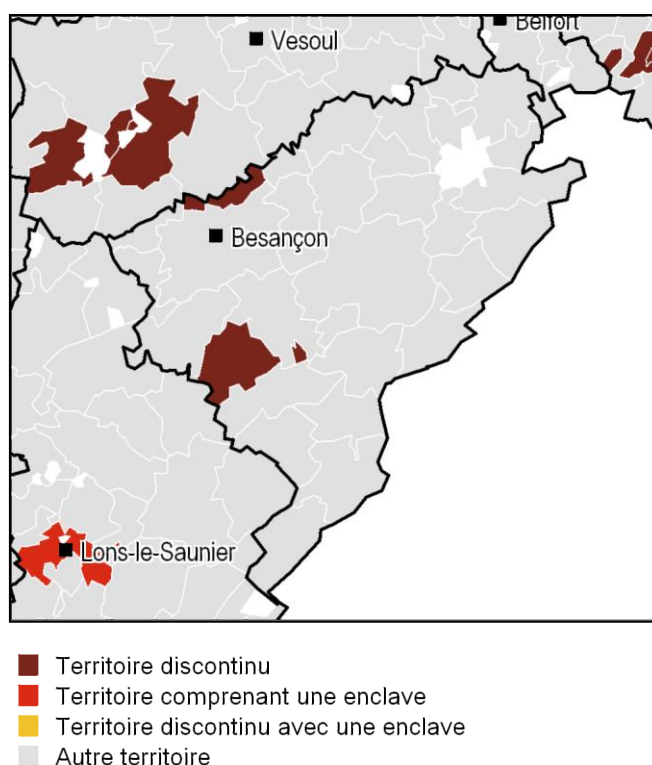 Belfort
Vesoul
Besançon
Lons-le-Saunier
Territoire discontinu
Territoire comprenant une enclave
Territoire discontinu avec une enclave
Autre territoire